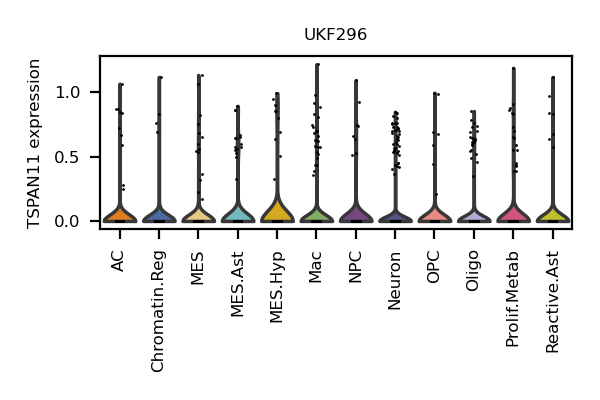 UKF296
TSPAN11 expression
1.0
0.5
0.0
AC
Chromatin.Reg
MES
MES.Ast
MES.Hyp
Mac
NPC
Neuron
OPC
Oligo
Prolif.Metab
Reactive.Ast